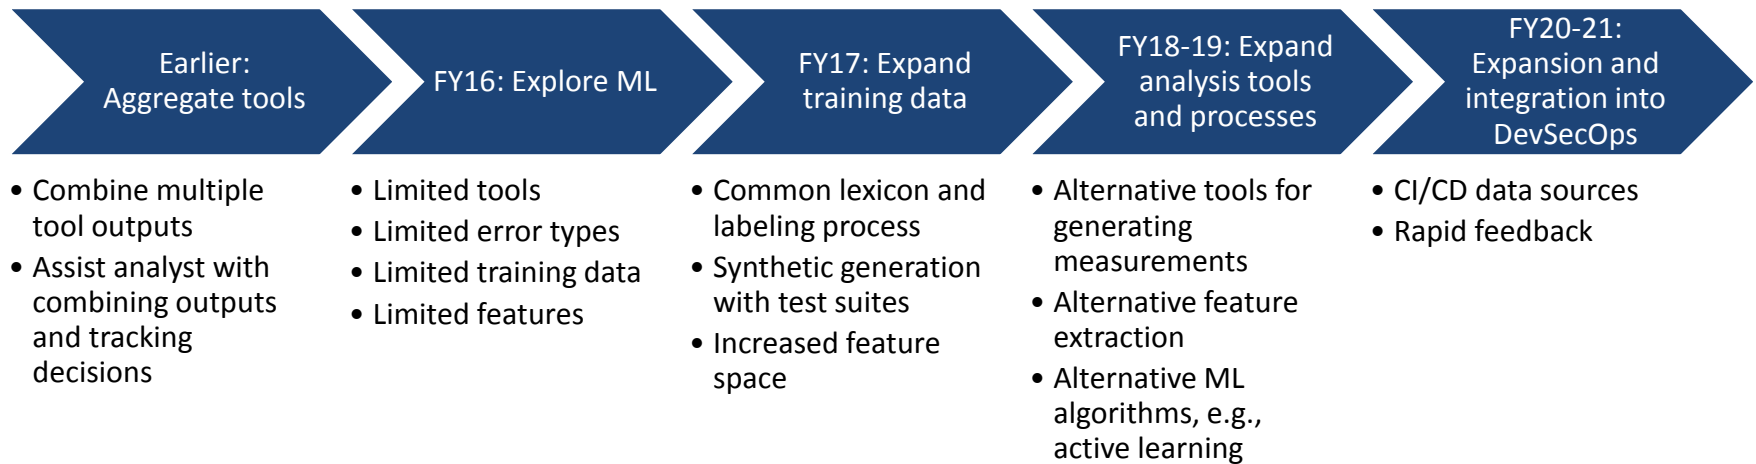 Earlier:
Aggregate tools
• Combine multiple
tool outputs
• Assist analyst with
combining outputs
and tracking
decisions
FY16: Explore ML
• Limited tools
• Limited error types
• Limited training data
• Limited features
FY17: Expand
training data
• Common lexicon and
labeling process
• Synthetic generation
with test suites
• Increased feature
space
FY18-19: Expand
analysis tools
and processes
• Alternative tools for
generating
measurements
• Alternative feature
extraction
• Alternative ML
algorithms, e.g.,
active learning
FY20-21:
Expansion and
integration into
DevSecOps
• CI/CD data sources
• Rapid feedback